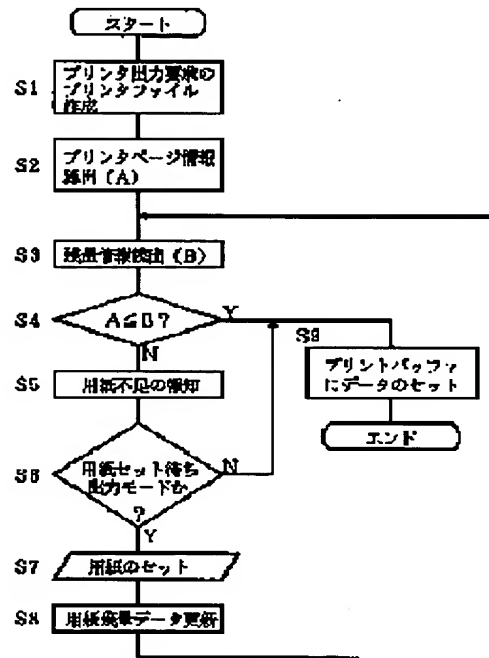 スタート
S1
プリンタ出力要求の
プリンタファイル
作成
S2
プリンタページ情報
算出（A）
S3
残量情報検出（B）
S4
A≦B？
Y
N
S5
用紙不足の報知
S6
用紙セット待ち
出力モードか
？
N
Y
S7
用紙のセット
S8
用紙残量データ更新
S9
プリントバッファ
にデータのセット
エンド